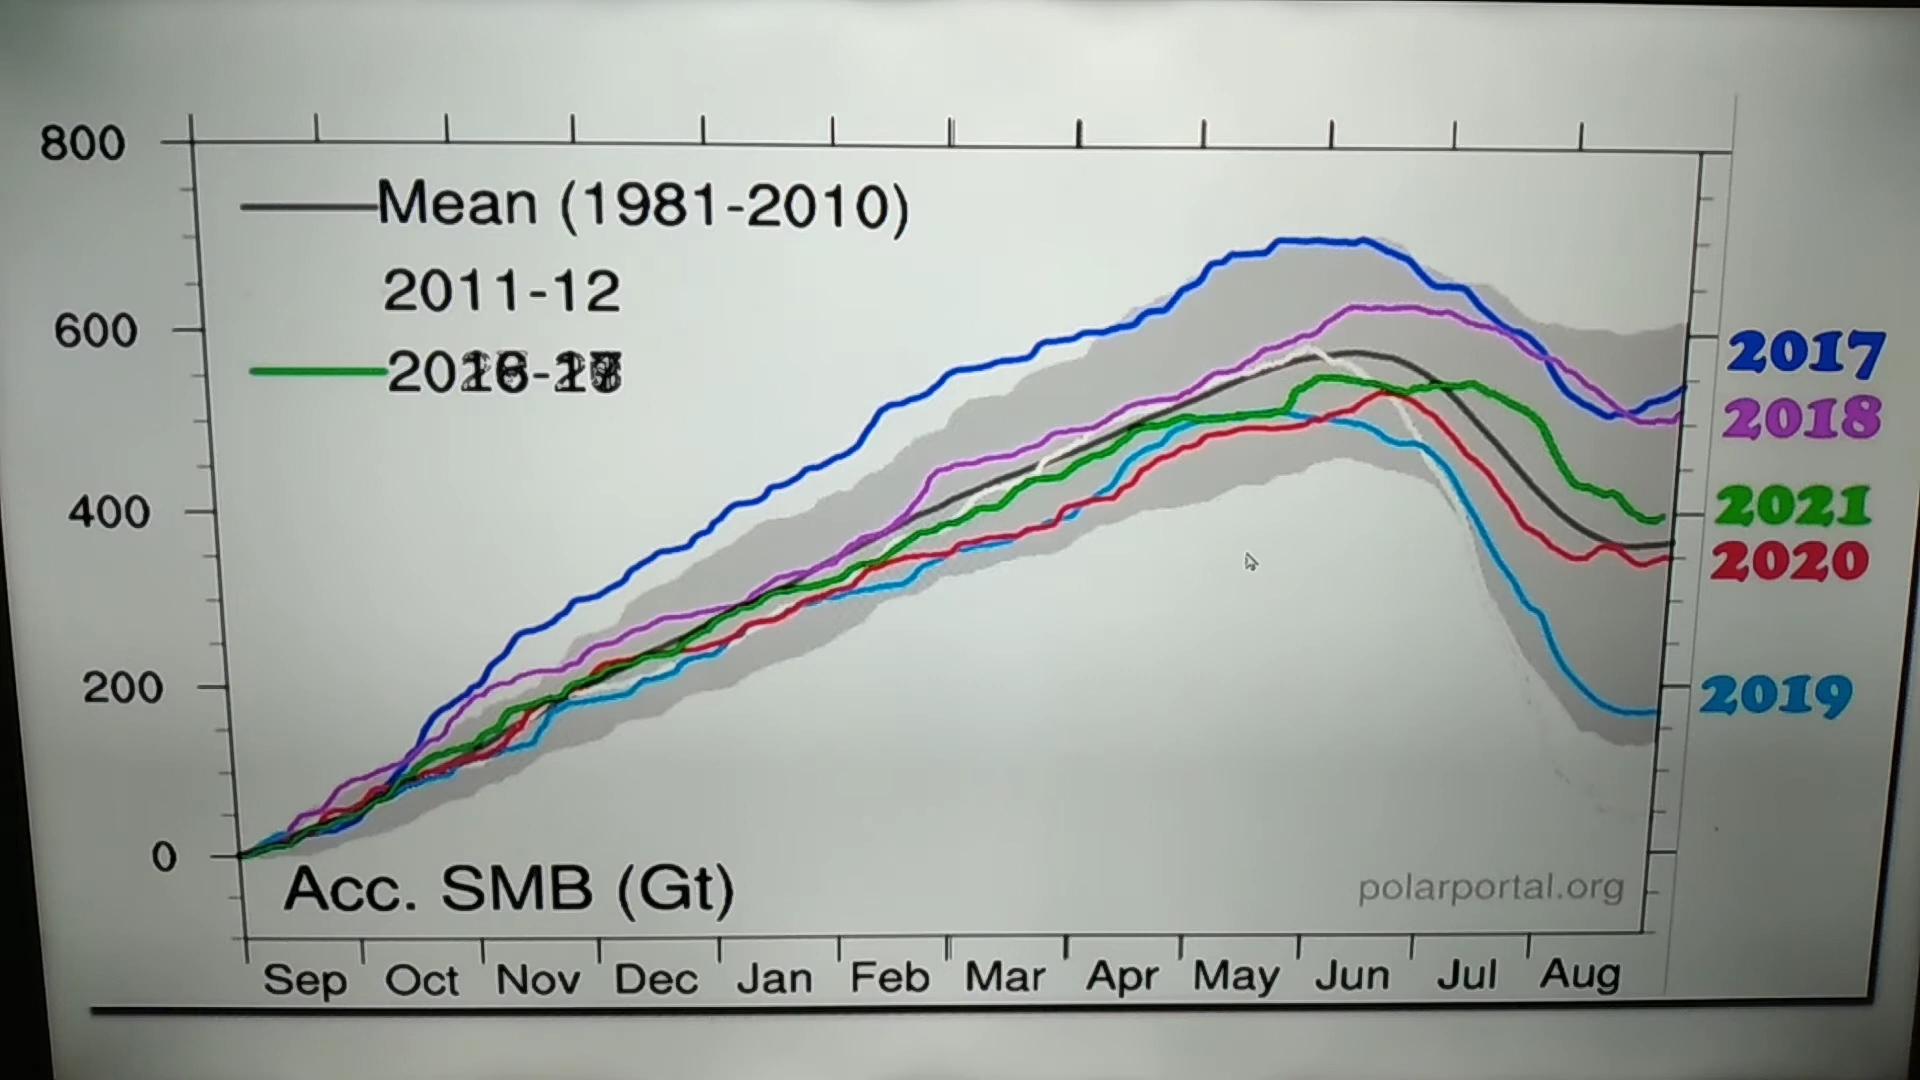 800
Mean (1981-2010)
2011-12
600
2017
2018
400
2021
2020
200
2019
0
Acc. SMB (Gt)
polarportal.org
Sep Oct Nov Dec Jan Feb Mar Apr May Jun Jul Aug